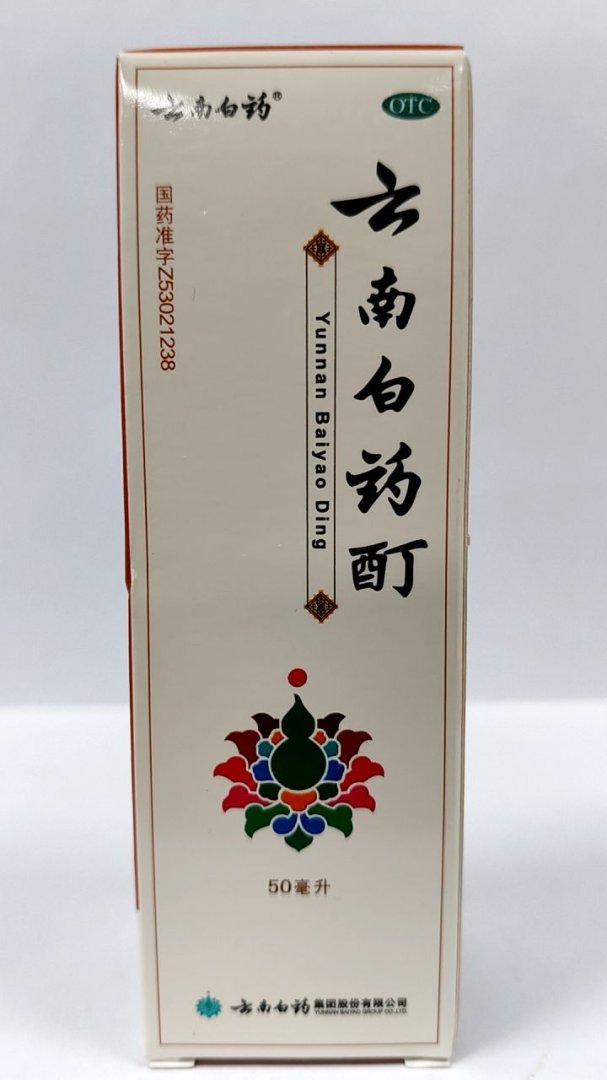 云南白药®
OTC
国药准字Z53021238
云南白药酊
Yunnan Baiyao Ding
50毫升
云南白药集团股份有限公司
YUNNAN BAIYAO GROUP CO.,LTD.